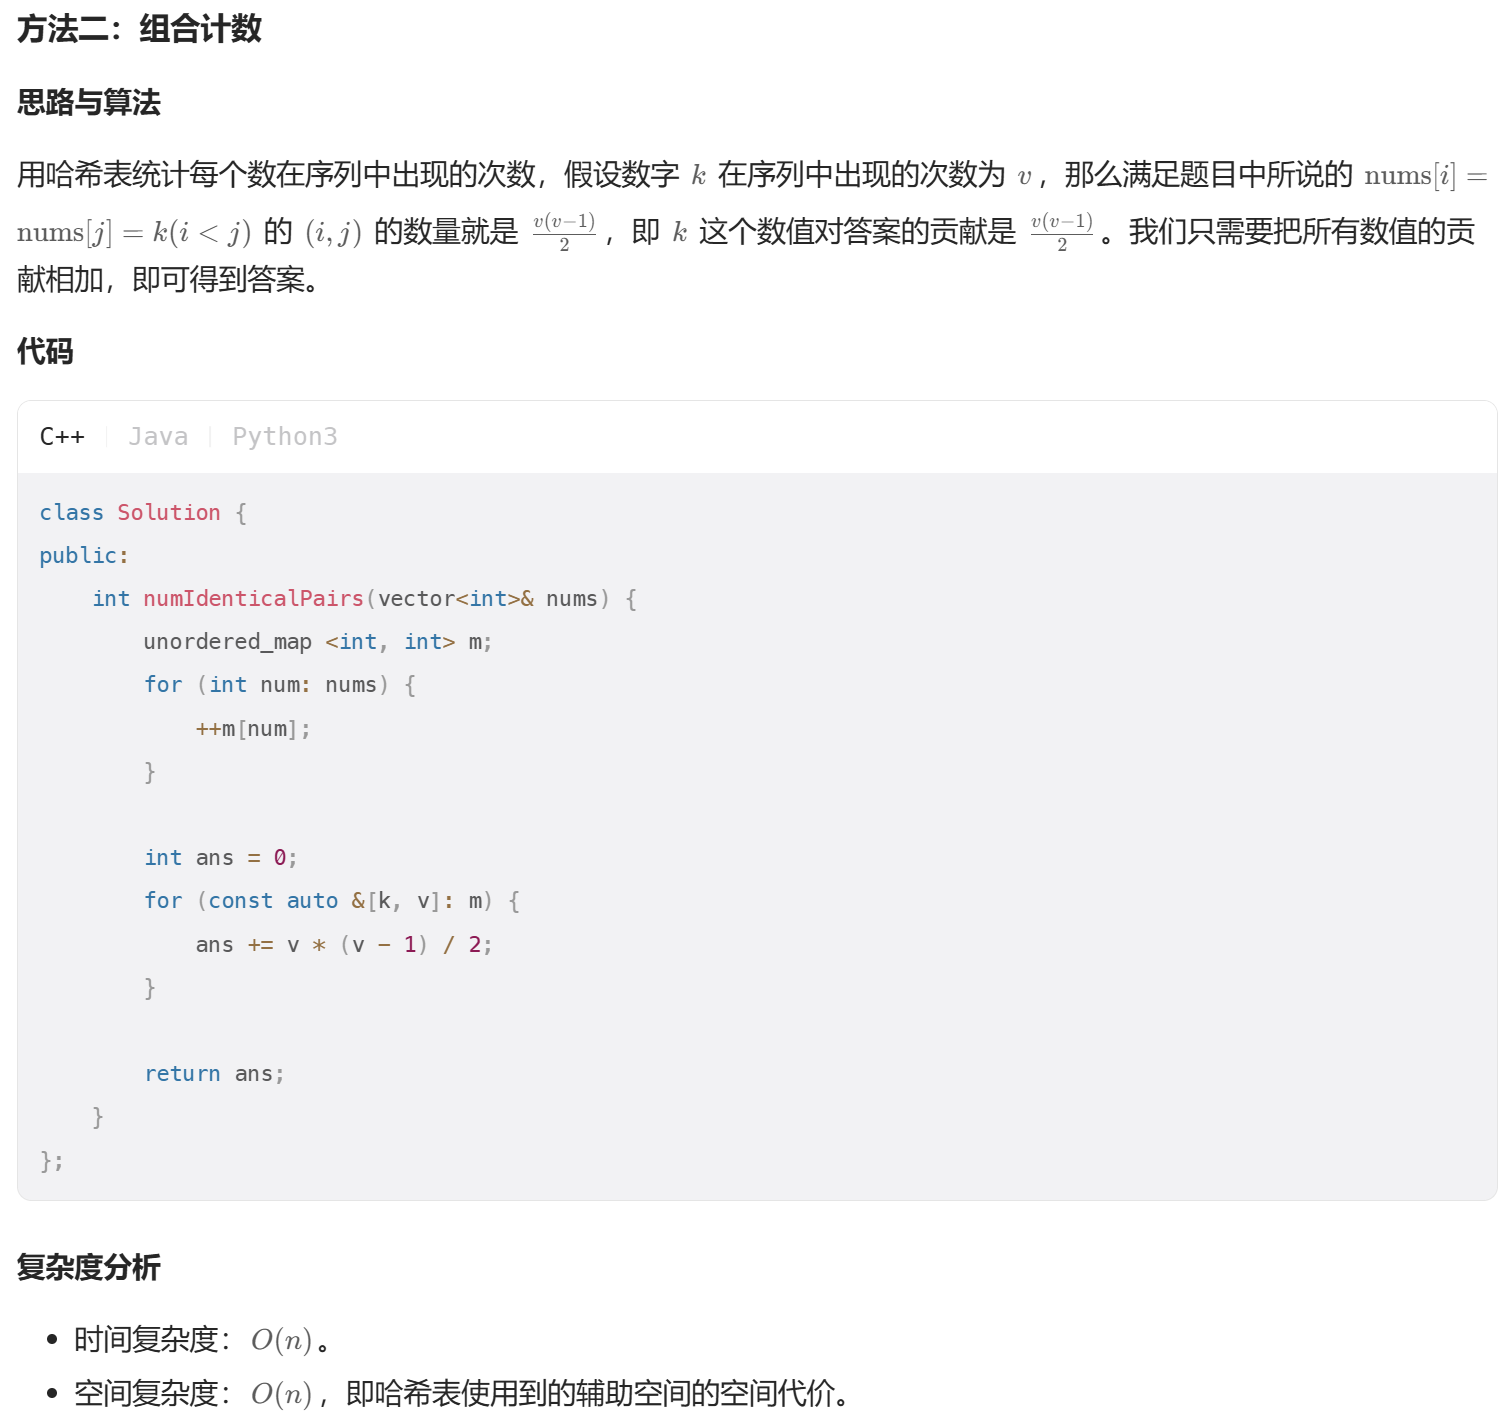 方法二：组合计数
思路与算法
用哈希表统计每个数在序列中出现的次数，假设数字 k 在序列中出现的次数为 v，那么满足题目中所说的 nums[i] =
nums[j] = k(i < j) 的 (i, j) 的数量就是 \frac{v(v-1)}{2}，即 k 这个数值对答案的贡献是 \frac{v(v-1)}{2}。我们只需要把所有数值的贡
献相加，即可得到答案。
代码
C++ | Java | Python3
class Solution {
public:
    int numIdenticalPairs(vector<int>& nums) {
        unordered_map <int, int> m;
        for (int num: nums) {
            ++m[num];
        }
        int ans = 0;
        for (const auto &[k, v]: m) {
            ans += v * (v - 1) / 2;
        }
        return ans;
    }
};
复杂度分析
• 时间复杂度：O(n)。
• 空间复杂度：O(n)，即哈希表使用到的辅助空间的空间代价。